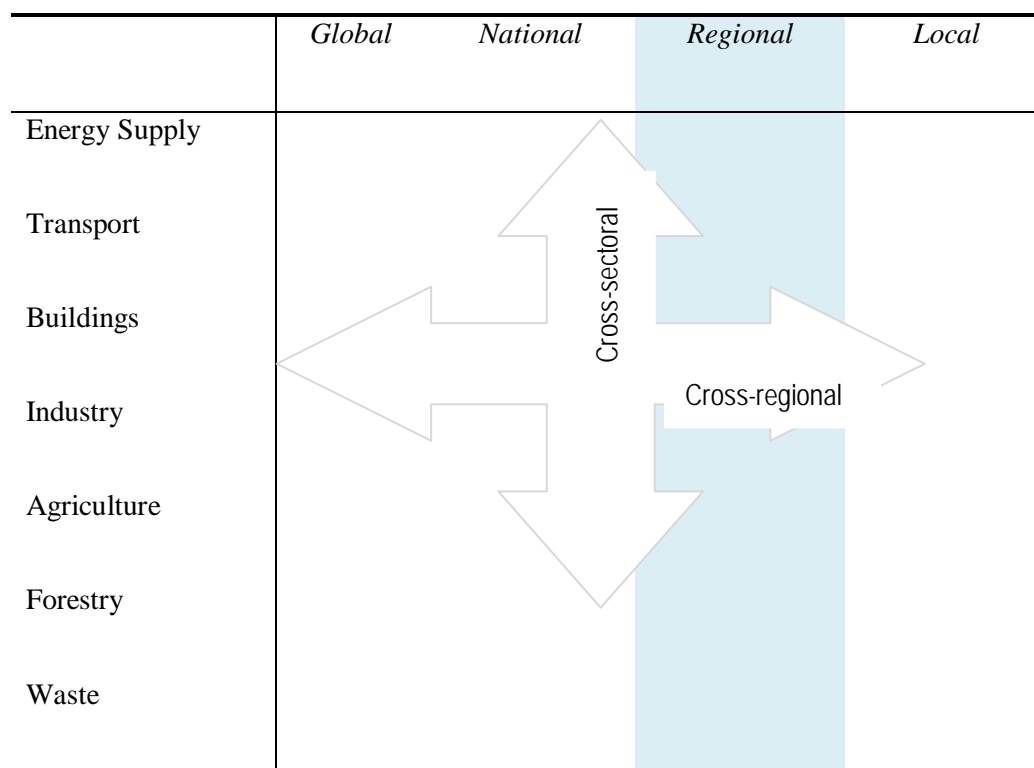 Global National Regional Local
Energy Supply
Transport
Cross-sectoral
Buildings
Cross-regional
Industry
Agriculture
Forestry
Waste